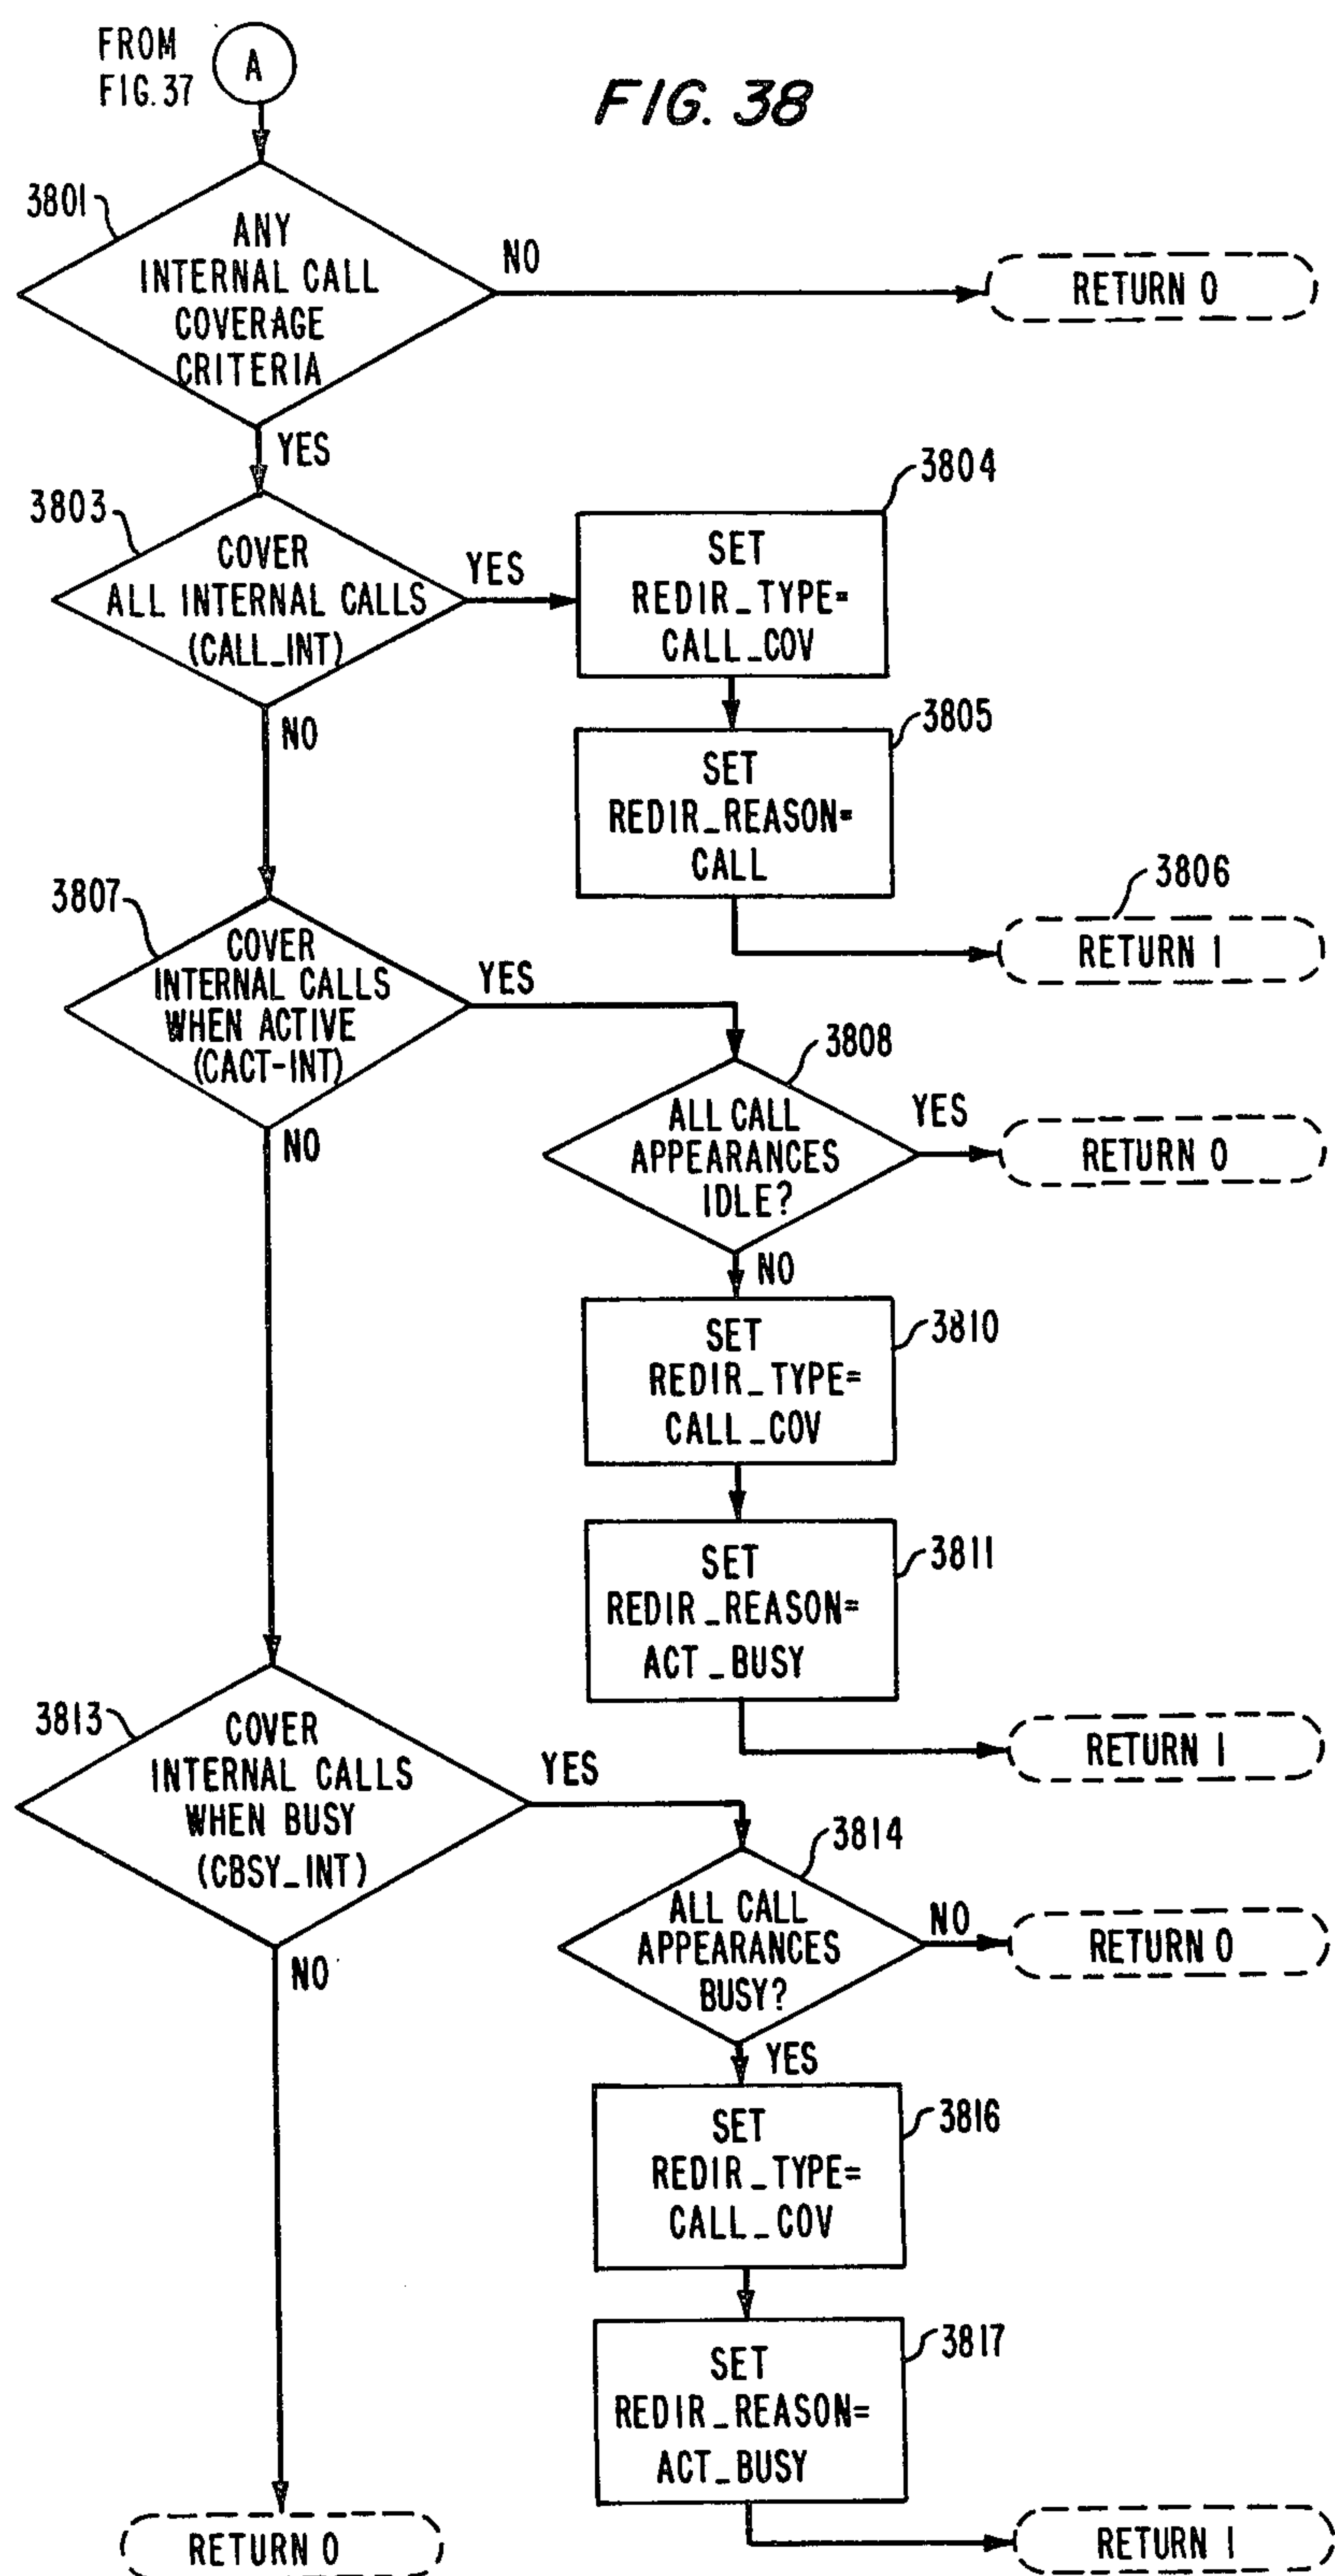 FROM
FIG. 37
A
FIG. 38
3801
ANY
INTERNAL CALL
COVERAGE
CRITERIA
NO
RETURN 0
YES
3803
COVER
ALL INTERNAL CALLS
(CALL_INT)
YES
3804
SET
REDIR_TYPE=
CALL_COV
NO
3805
SET
REDIR_REASON=
CALL
3806
RETURN 1
3807
COVER
INTERNAL CALLS
WHEN ACTIVE
(CACT-INT)
YES
3808
ALL CALL
APPEARANCES
IDLE?
YES
RETURN 0
NO
NO
3810
SET
REDIR_TYPE=
CALL_COV
3811
SET
REDIR_REASON=
ACT_BUSY
RETURN 1
3813
COVER
INTERNAL CALLS
WHEN BUSY
(CBSY_INT)
YES
3814
ALL CALL
APPEARANCES
BUSY?
NO
RETURN 0
NO
YES
3816
SET
REDIR_TYPE=
CALL_COV
3817
SET
REDIR_REASON=
ACT_BUSY
RETURN 0
RETURN 1